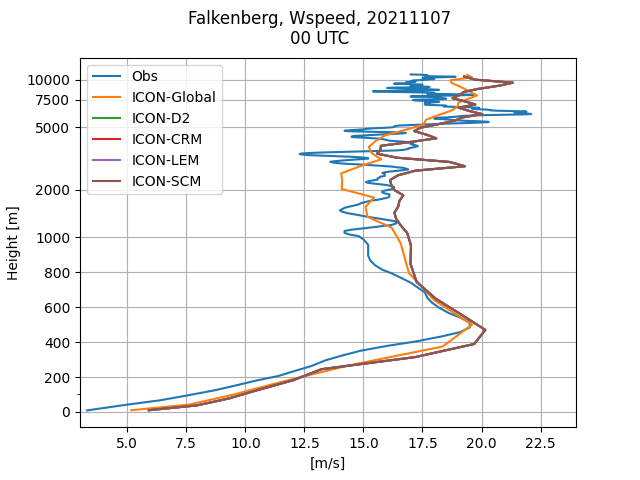 Falkenberg, Wspeed, 20211107
00 UTC
Obs
ICON-Global
ICON-D2
ICON-CRM
ICON-LEM
ICON-SCM
Height [m]
10000
7500
5000
2000
1000
800
600
400
200
0
5.0 7.5 10.0 12.5 15.0 17.5 20.0 22.5
[m/s]